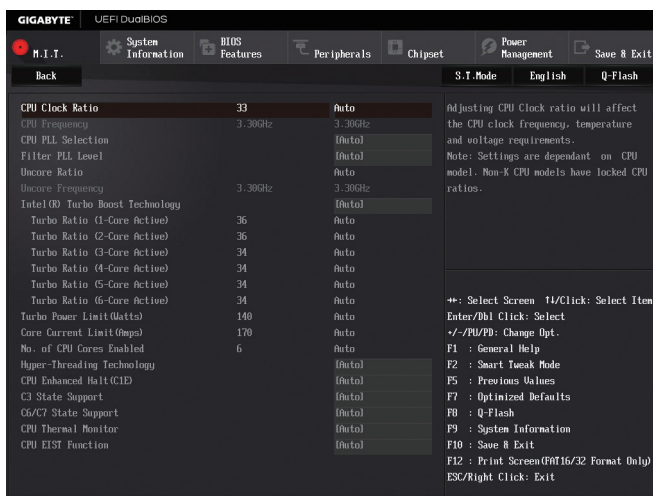 GIGABYTE™ UEFI DualBIOS
M.I.T. System Information BIOS Features Peripherals Chipset Power Management Save & Exit
Back S.T.Mode English Q-Flash
CPU Clock Ratio 33 Auto
CPU Frequency 3.30GHz 3.30GHz
CPU PLL Selection [Auto]
Filter PLL Level [Auto]
Uncore Ratio Auto
Uncore Frequency 3.30GHz 3.30GHz
Intel(R) Turbo Boost Technology [Auto]
Turbo Ratio (1-Core Active) 36 Auto
Turbo Ratio (2-Core Active) 36 Auto
Turbo Ratio (3-Core Active) 34 Auto
Turbo Ratio (4-Core Active) 34 Auto
Turbo Ratio (5-Core Active) 34 Auto
Turbo Ratio (6-Core Active) 34 Auto
Turbo Power Limit(Watts) 140 Auto
Core Current Limit(Amps) 170 Auto
No. of CPU Cores Enabled 6 Auto
Hyper-Threading Technology [Auto]
CPU Enhanced Halt(C1E) [Auto]
C3 State Support [Auto]
C6/C7 State Support [Auto]
CPU Thermal Monitor [Auto]
CPU EIST Function [Auto]
Adjusting CPU Clock ratio will affect
the CPU clock frequency, temperature
and voltage requirements.
Note: Settings are dependant on CPU
model. Non-K CPU models have locked CPU
ratios.
→←: Select Screen ↑↓/Click: Select Item
Enter/Dbl Click: Select
+/-/PU/PD: Change Opt.
F1 : General Help
F2 : Smart Tweak Mode
F5 : Previous Values
F7 : Optimized Defaults
F8 : Q-Flash
F9 : System Information
F10 : Save & Exit
F12 : Print Screen(FAT16/32 Format Only)
ESC/Right Click: Exit